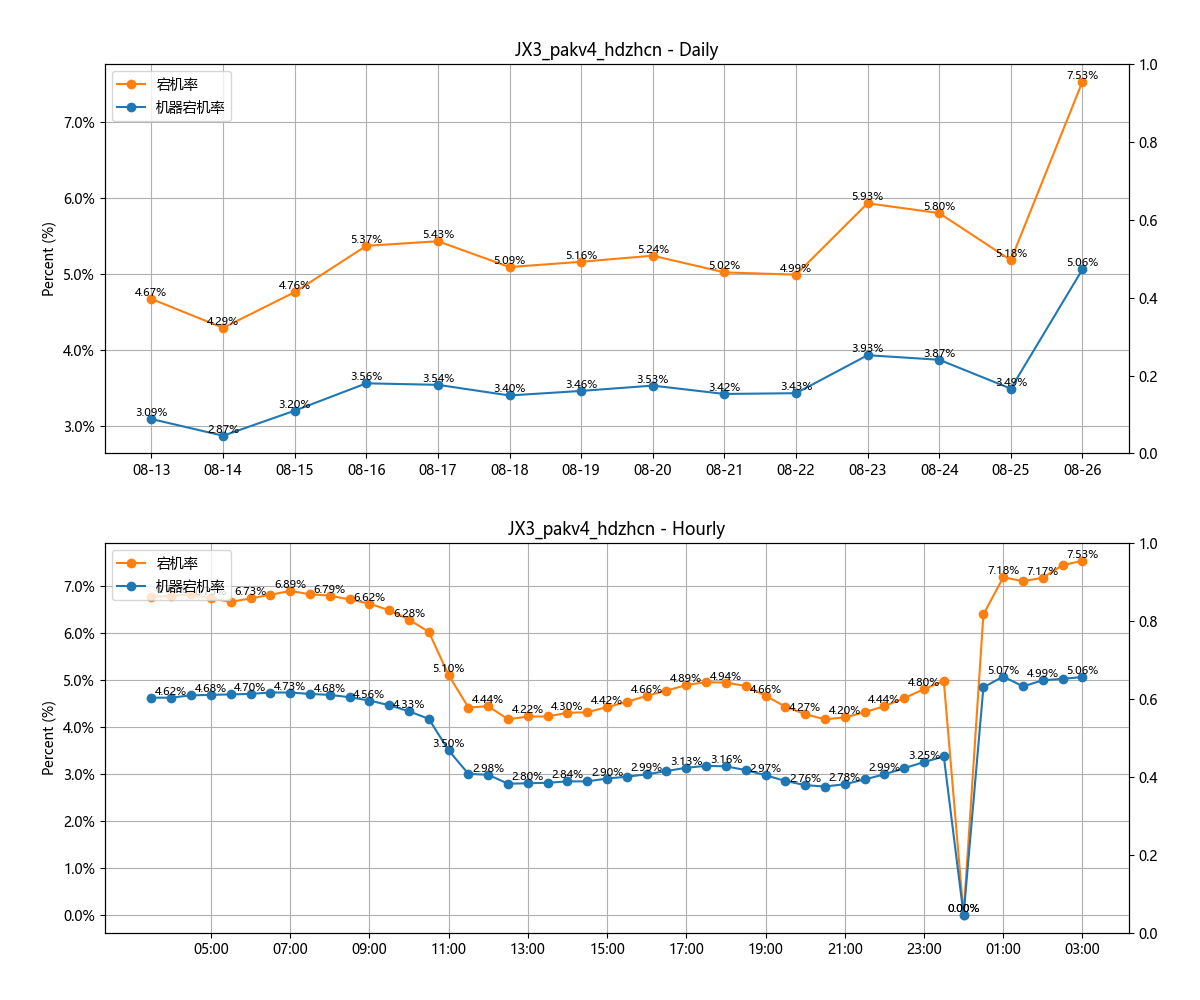 JX3_pakv4_hdzhcn - Daily
宕机率
机器宕机率
Percent (%)
7.0%
6.0%
5.0%
4.0%
3.0%
1.0
0.8
0.6
0.4
0.2
0.0
4.67% 4.29% 4.76% 5.37% 5.43% 5.09% 5.16% 5.24% 5.02% 4.99% 5.93% 5.80% 5.18% 7.53%
3.09% 2.87% 3.20% 3.56% 3.54% 3.40% 3.46% 3.53% 3.42% 3.43% 3.93% 3.87% 3.49% 5.06%
08-13 08-14 08-15 08-16 08-17 08-18 08-19 08-20 08-21 08-22 08-23 08-24 08-25 08-26
JX3_pakv4_hdzhcn - Hourly
宕机率
机器宕机率
Percent (%)
7.0%
6.0%
5.0%
4.0%
3.0%
2.0%
1.0%
0.0%
1.0
0.8
0.6
0.4
0.2
0.0
6.73% 6.89% 6.79% 6.62% 6.28% 5.10% 4.44% 4.22% 4.30% 4.42% 4.66% 4.89% 4.94% 4.66% 4.27% 4.20% 4.44% 4.80% 0.00% 7.18% 7.17% 7.53%
4.62% 4.68% 4.70% 4.73% 4.68% 4.56% 4.33% 3.50% 2.98% 2.80% 2.84% 2.90% 2.99% 3.13% 3.16% 2.97% 2.76% 2.78% 2.99% 3.25% 0.00% 5.07% 4.99% 5.06%
05:00 07:00 09:00 11:00 13:00 15:00 17:00 19:00 21:00 23:00 01:00 03:00